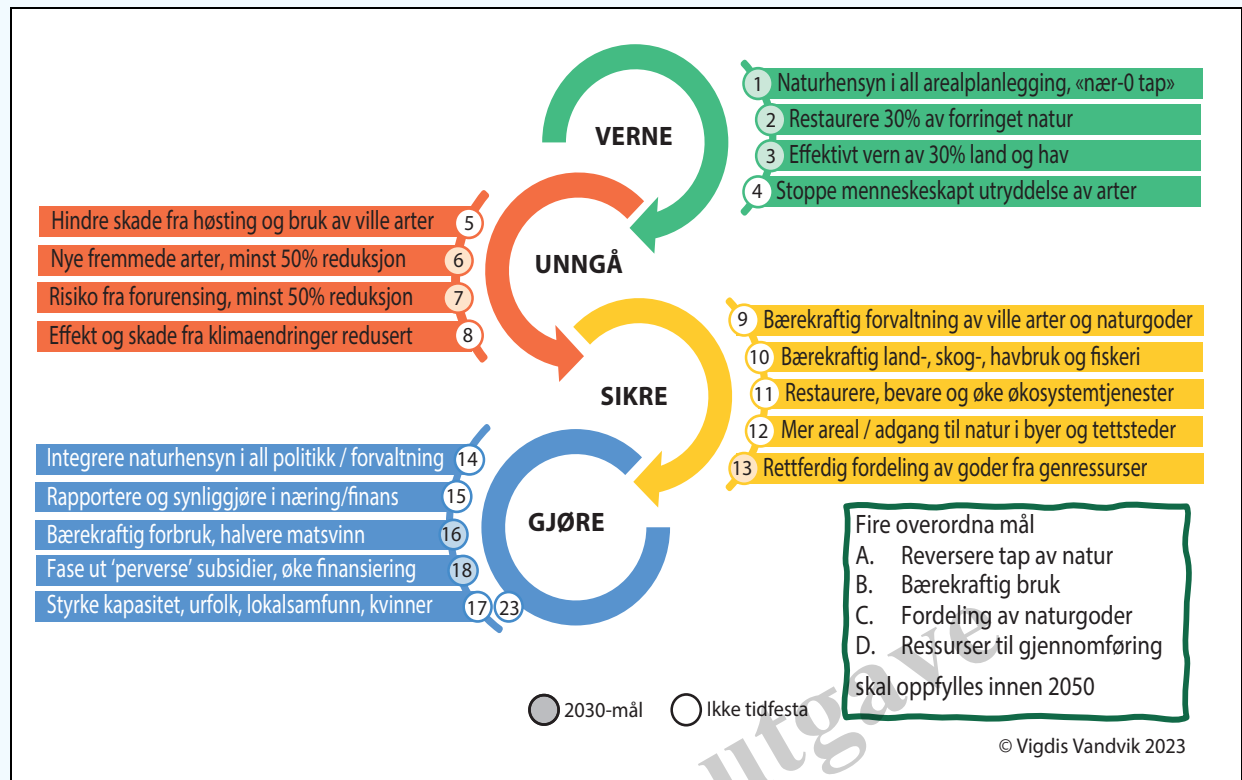 VERNE
1 Naturhensyn i all arealplanlegging, «nær-0 tap»
2 Restaurere 30% av forringet natur
3 Effektivt vern av 30% land og hav
4 Stoppe menneskeskapt utryddelse av arter
UNNGÅ
Hindre skade fra høsting og bruk av ville arter 5
Nye fremmede arter, minst 50% reduksjon 6
Risiko fra forurensing, minst 50% reduksjon 7
Effekt og skade fra klimaendringer redusert 8
SIKRE
9 Bærekraftig forvaltning av ville arter og naturgoder
10 Bærekraftig land-, skog-, havbruk og fiskeri
11 Restaurere, bevare og øke økosystemtjenester
12 Mer areal / adgang til natur i byer og tettsteder
13 Rettferdig fordeling av goder fra genressurser
GJØRE
Integrere naturhensyn i all politikk / forvaltning 14
Rapportere og synliggjøre i næring/finans 15
Bærekraftig forbruk, halvere matsvinn 16
Fase ut ‘perverse’ subsidier, øke finansiering 18
Styrke kapasitet, urfolk, lokalsamfunn, kvinner 17 23
Fire overordna mål
A. Reversere tap av natur
B. Bærekraftig bruk
C. Fordeling av naturgoder
D. Ressurser til gjennomføring
skal oppfylles innen 2050
2030-mål
Ikke tidfesta
© Vigdis Vandvik 2023
utgave